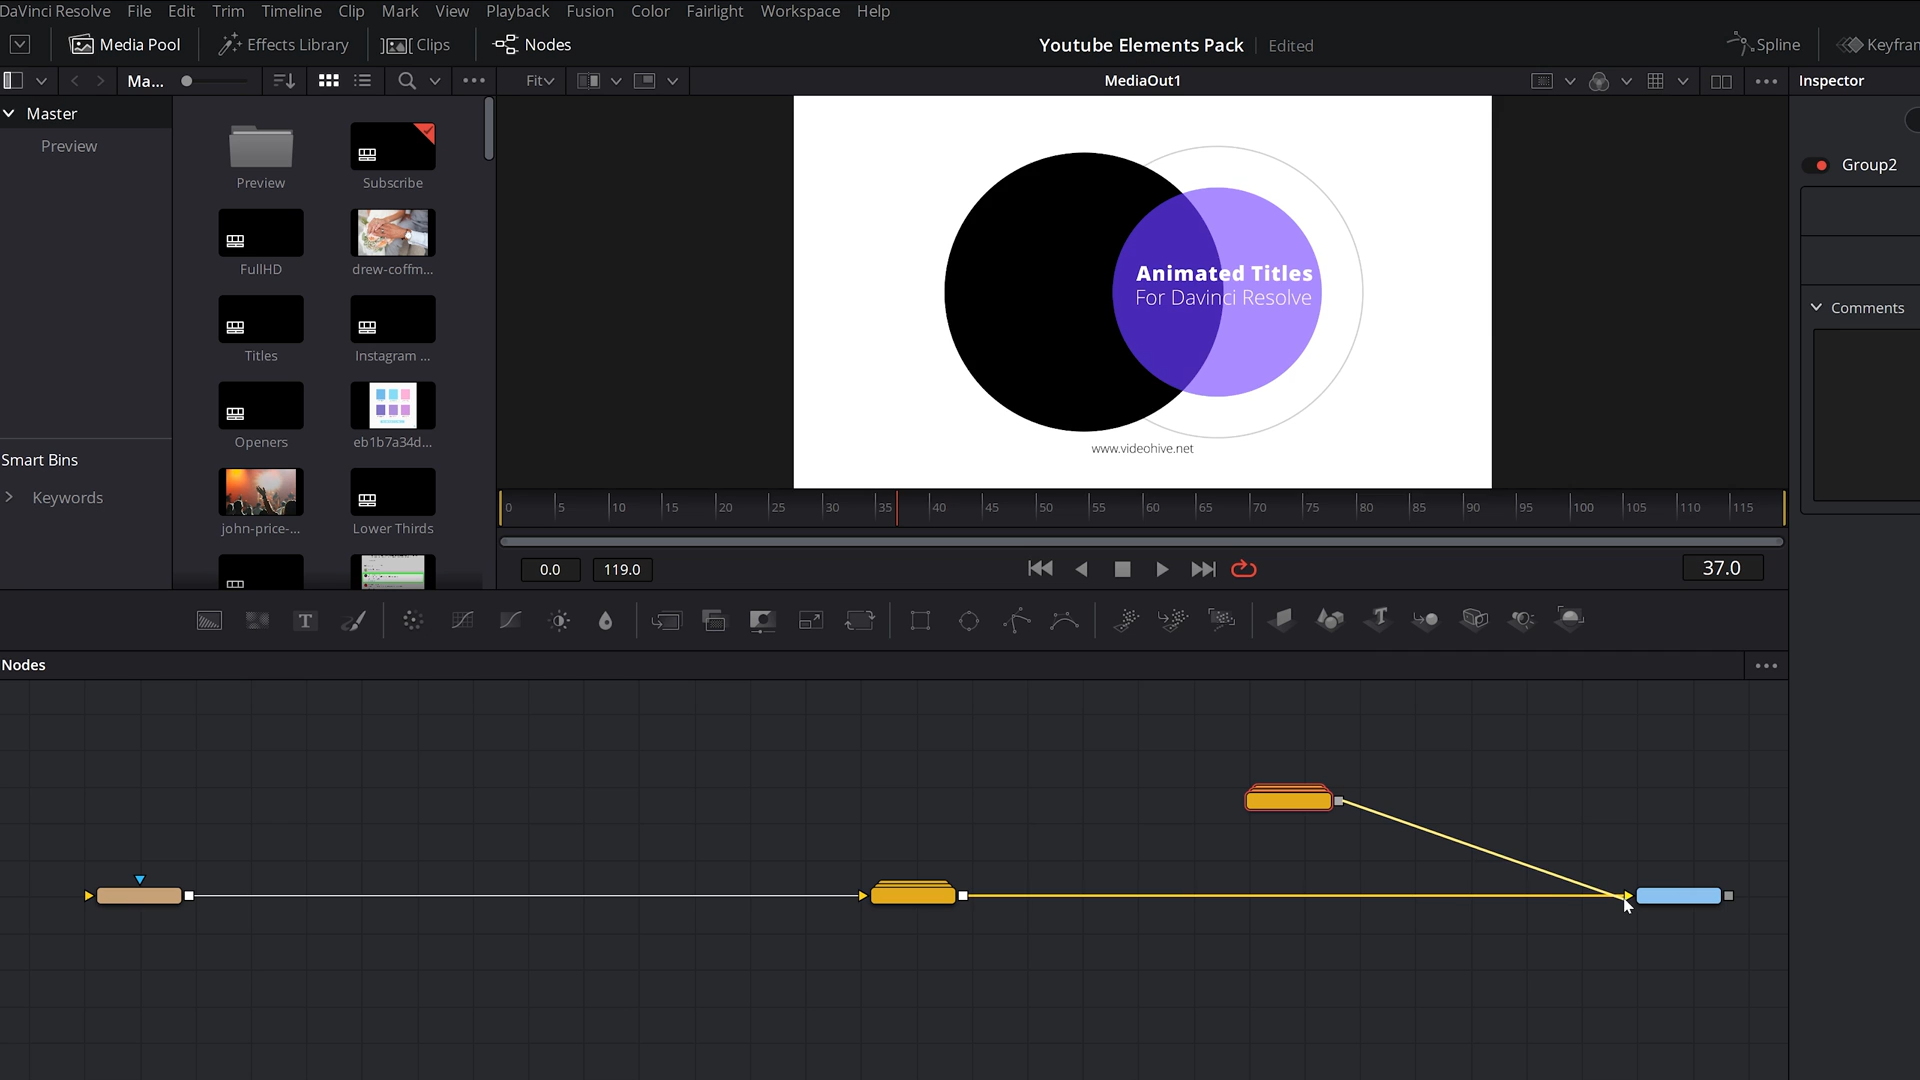 DaVinci Resolve File Edit Trim Timeline Clip Mark View Playback Fusion Color Fairlight Workspace Help
Media Pool Effects Library Clips Nodes Youtube Elements Pack Edited Spline Keyfram
Ma... Fit MediaOut1 Inspector
Master
Preview
Preview
Subscribe
FullHD
drew-coffm...
Titles
Instagram ...
Openers
eb1b7a34d...
john-price-...
Lower Thirds
Smart Bins
Keywords
Animated Titles
For Davinci Resolve
www.videohive.net
0 5 10 15 20 25 30 35 40 45 50 55 60 65 70 75 80 85 90 95 100 105 110 115
0.0 119.0 37.0
Group2
Comments
T T
Nodes